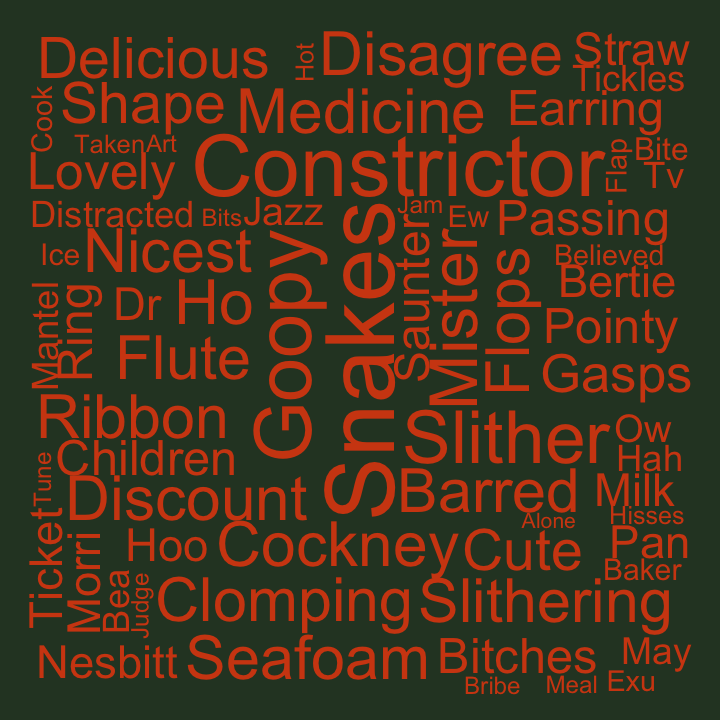 Delicious
Hot
Disagree
Straw
Tickles
Cook
Shape
Medicine
Earring
Taken
Art
Constrictor
Flap
Bite
Lovely
Tv
Distracted
Bits
Jazz
Jam
Ew
Passing
Ice
Nicest
Goopy
Snakes
Saunter
Mister
Flops
Believed
Bertie
Mantel
Ring
Dr
Ho
Pointy
Flute
Gasps
Ribbon
Slither
Ow
Tune
Children
Hah
Discount
Barred
Milk
Ticket
Alone
Hisses
Morri
Hoo
Cockney
Cute
Pan
Bea
Judge
Baker
Clomping
Slithering
Nesbitt
Seafoam
Bitches
May
Bribe
Meal
Exu